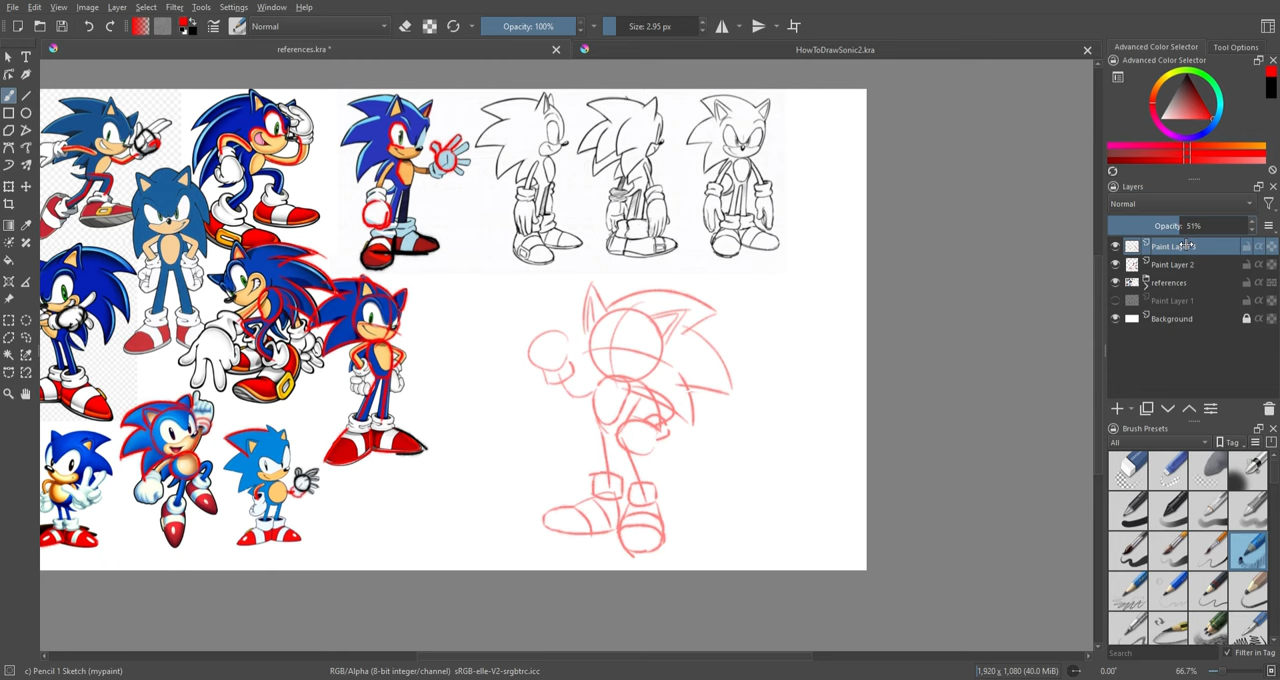 File Edit View Image Layer Select Filter Tools Settings Window Help
Normal Opacity: 100% Size: 2.95 px
references.kra * HowToDrawSonic2.kra
Advanced Color Selector Tool Options
Advanced Color Selector
Layers
Normal
Opacity: 51%
Paint
Paint Layer 2
references
Paint Layer 1
Background
Brush Presets
All Tag
Search Filter in Tag
c) Pencil 1 Sketch (mypaint) RGB/Alpha (8-bit integer/channel) sRGB-elle-V2-srgbtrc.icc 1,920 x 1,080 (40.0 MiB) 0.00° 66.7%